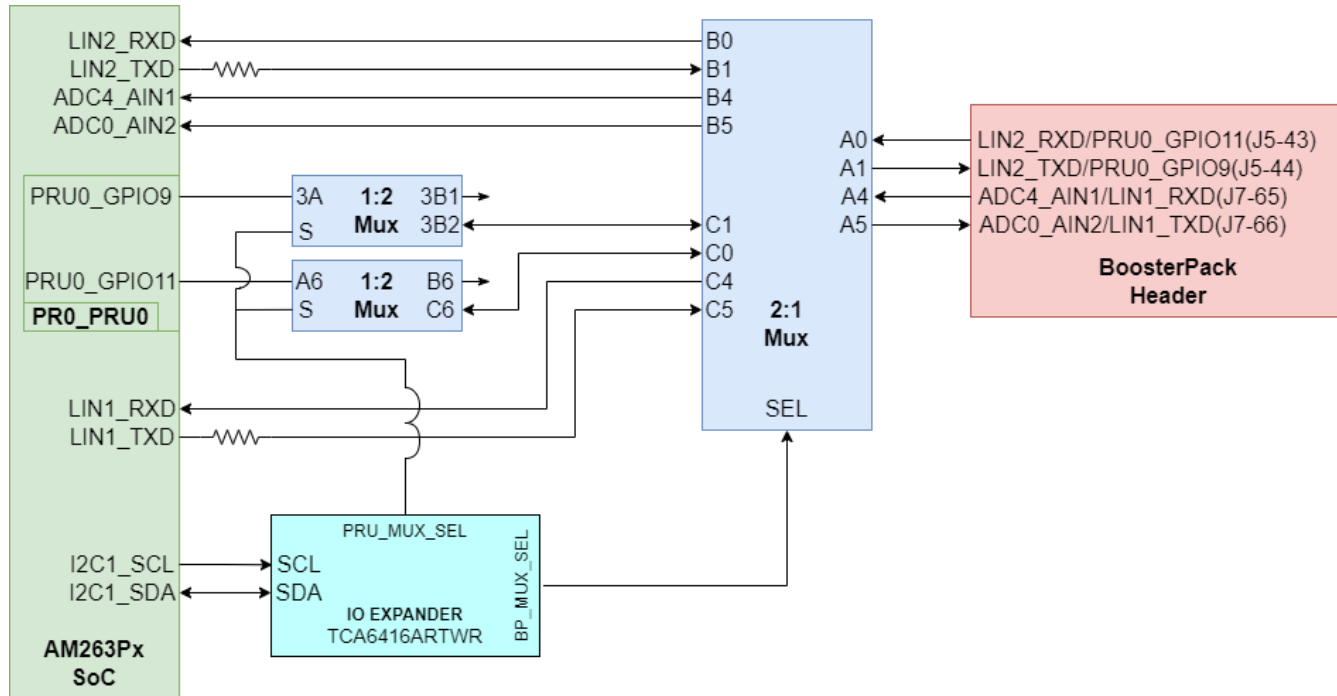 LIN2_RXD
LIN2_TXD
ADC4_AIN1
ADC0_AIN2
PRU0_GPIO9
PRU0_GPIO11
PR0_PRU0
LIN1_RXD
LIN1_TXD
I2C1_SCL
I2C1_SDA
AM263Px
SoC
3A
1:2
3B1
S
Mux
3B2
A6
1:2
B6
S
Mux
C6
PRU_MUX_SEL
SCL
SDA
IO EXPANDER
TCA6416ARTWR
BP_MUX_SEL
B0
B1
B4
B5
C1
C0
C4
C5
2:1
Mux
SEL
A0
A1
A4
A5
LIN2_RXD/PRU0_GPIO11(J5-43)
LIN2_TXD/PRU0_GPIO9(J5-44)
ADC4_AIN1/LIN1_RXD(J7-65)
ADC0_AIN2/LIN1_TXD(J7-66)
BoosterPack
Header